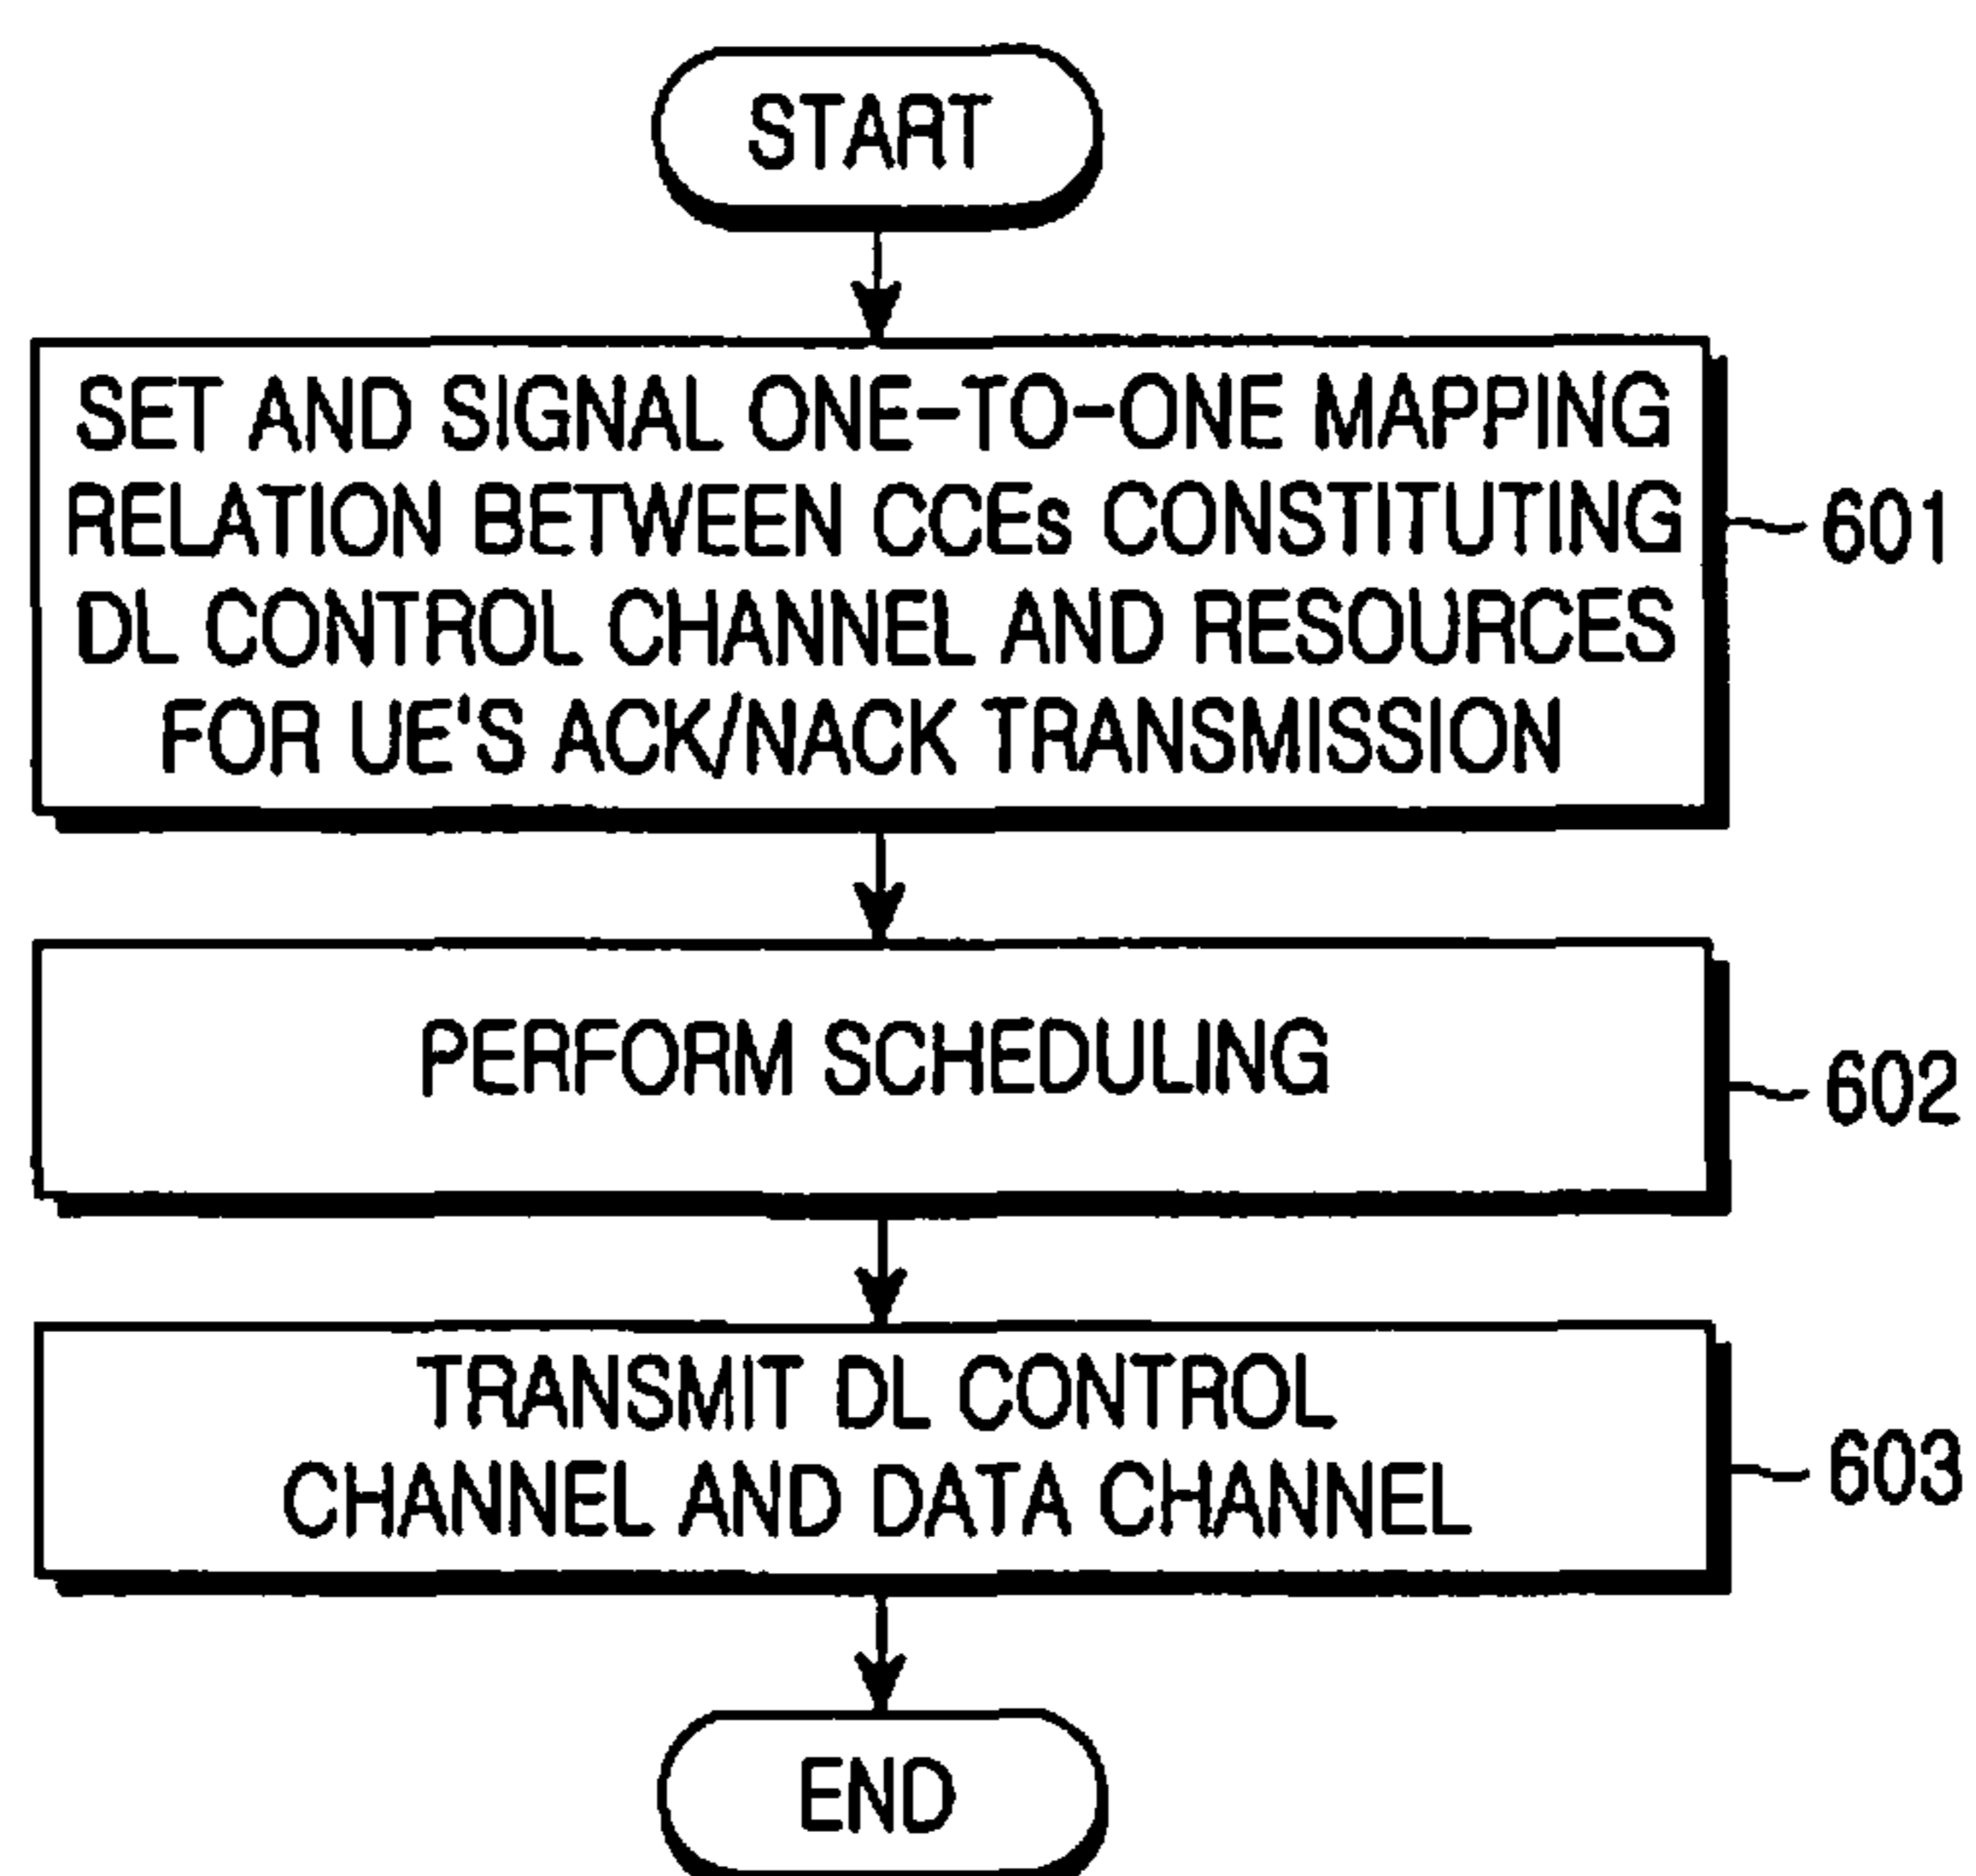 START
SET AND SIGNAL ONE-TO-ONE MAPPING
RELATION BETWEEN CCEs CONSTITUTING
DL CONTROL CHANNEL AND RESOURCES
FOR UE'S ACK/NACK TRANSMISSION
601
PERFORM SCHEDULING
602
TRANSMIT DL CONTROL
CHANNEL AND DATA CHANNEL
603
END